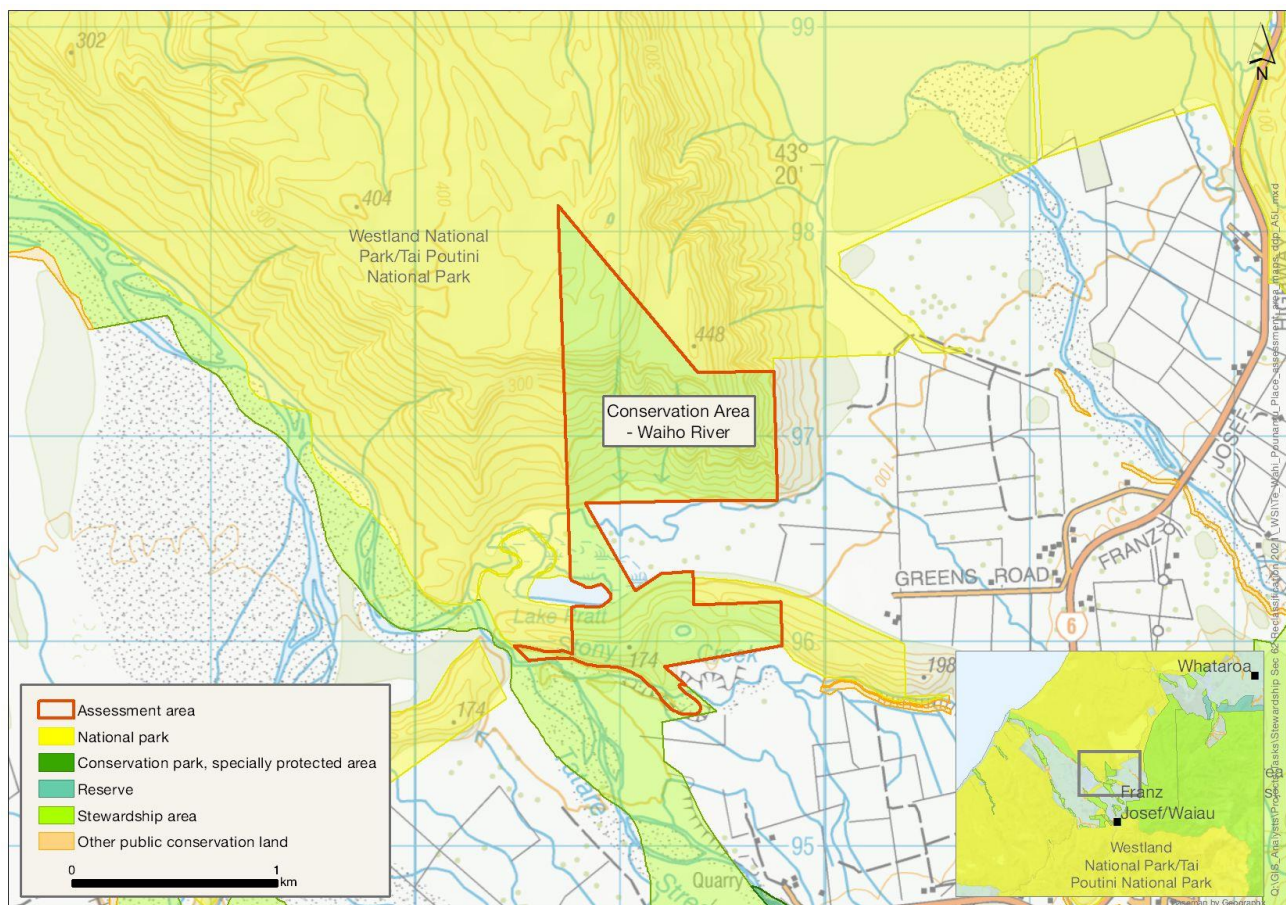 302
99
N
43°
20'
404
400
300
98
Westland National
Park/Tai Poutini
National Park
448
300
Conservation Area
- Waiho River
97
100
JOSEF
FRANZ
GREENS ROAD
6
Lake Pratt
Stony
Creek
96
174
198
174
Tatare
95
Quarry
Assessment area
National park
Conservation park, specially protected area
Reserve
Stewardship area
Other public conservation land
0 1
km
Whataroa
Franz
Josef/Waiau
Westland
National Park/Tai
Poutini National Park